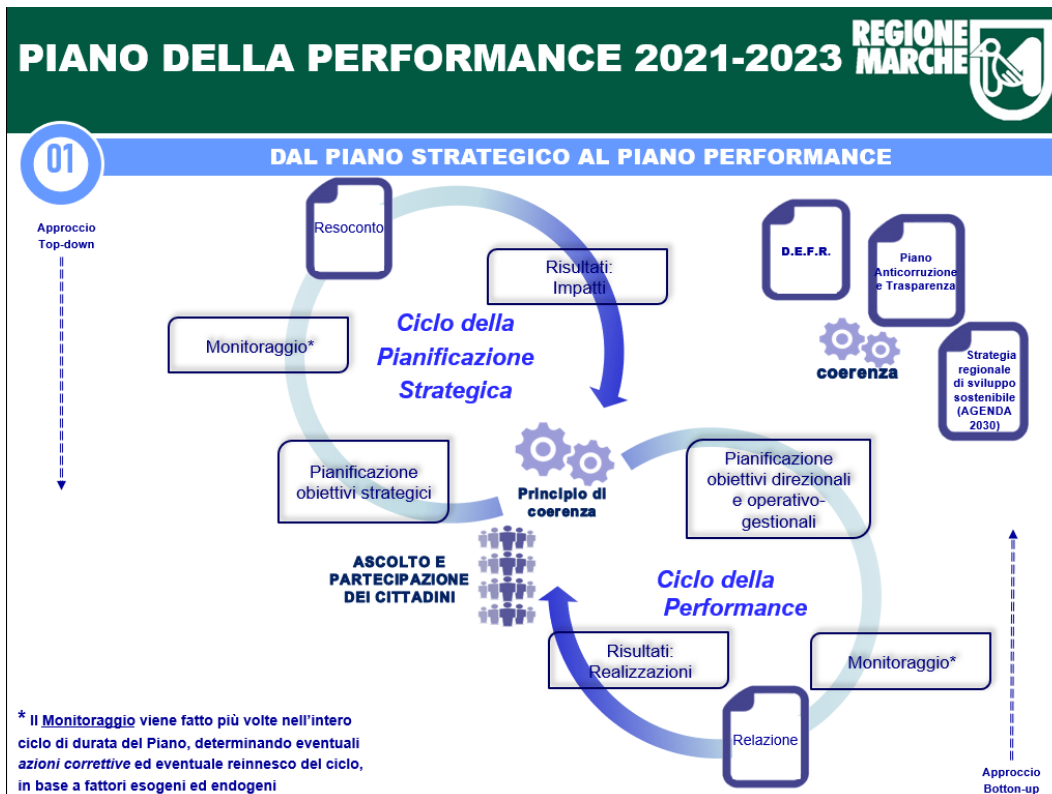 PIANO DELLA PERFORMANCE 2021-2023
REGIONE
MARCHE
01
DAL PIANO STRATEGICO AL PIANO PERFORMANCE
Approccio
Top-down
Resoconto
Risultati:
Impatti
D.E.F.R.
Piano
Anticorruzione
e Trasparenza
Ciclo della
Pianificazione
Strategica
Monitoraggio*
coerenza
Strategia
regionale
di sviluppo
sostenibile
(AGENDA
2030)
Pianificazione
obiettivi strategici
Principio di
coerenza
Pianificazione
obiettivi direzionali
e operativo-
gestionali
ASCOLTO E
PARTECIPAZIONE
DEI CITTADINI
Ciclo della
Performance
Risultati:
Realizzazioni
Monitoraggio*
Relazione
* Il Monitoraggio viene fatto più volte nell'intero
ciclo di durata del Piano, determinando eventuali
azioni correttive ed eventuale reinnesco del ciclo,
in base a fattori esogeni ed endogeni
Approccio
Botton-up